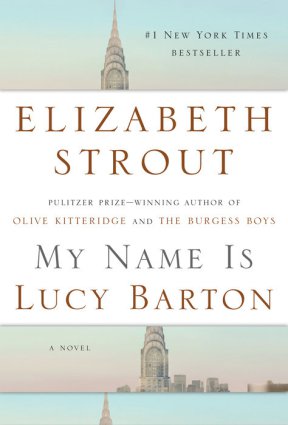 #1 NEW YORK TIMES
BESTSELLER
ELIZABETH
STROUT
PULITZER PRIZE–WINNING AUTHOR OF
OLIVE KITTERIDGE AND THE BURGESS BOYS
MY NAME IS
LUCY BARTON
A NOVEL